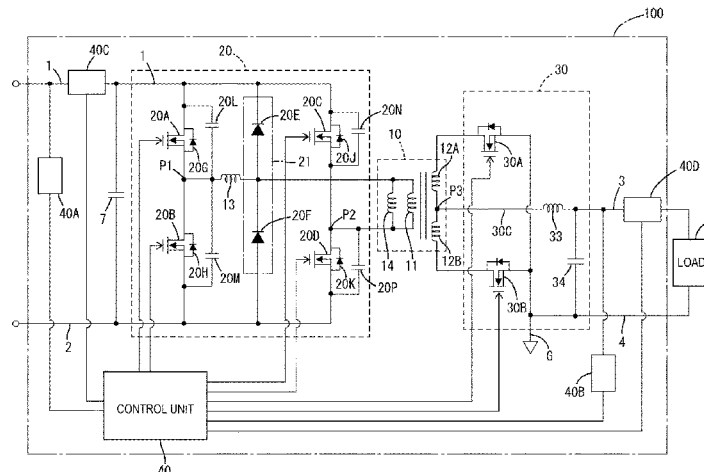 100
1
40C
1
20
30
20A
20L
20E
20C
20N
20G
21
20J
10
12A
30A
P1
40D
40A
7
13
P3
3
20B
20F
P2
30C
33
20D
14
11
12B
LOAD
20H
20M
20K
20P
30B
34
2
G
4
40B
CONTROL UNIT
40